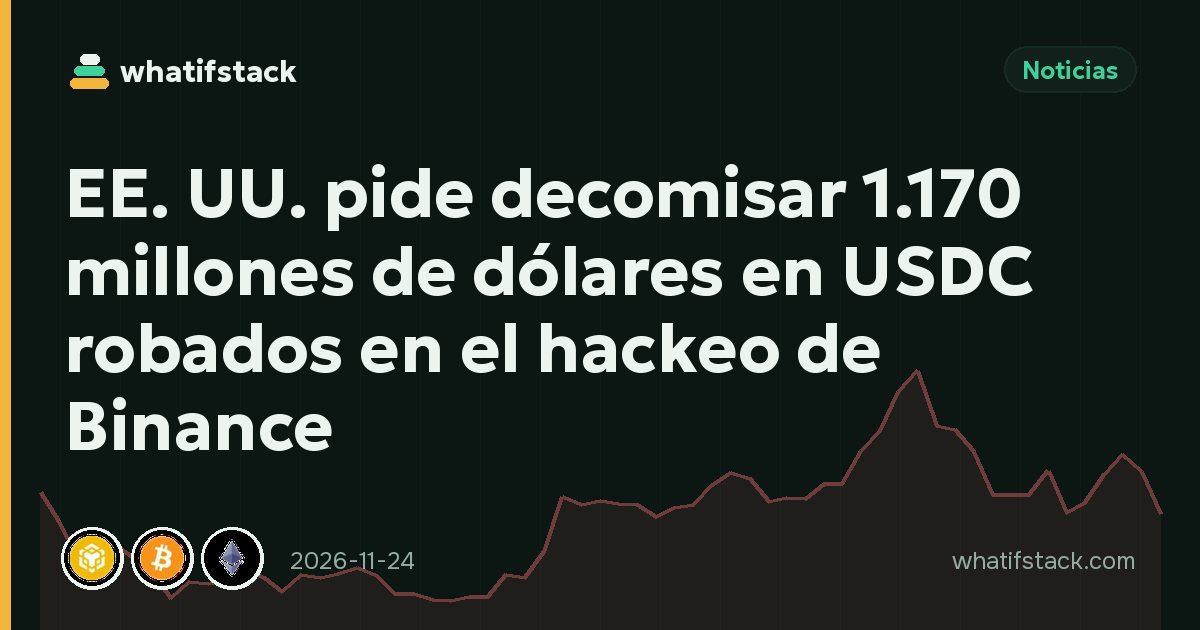 whatifstack
Noticias
EE. UU. pide decomisar 1.170
millones de dólares en USDC
robados en el hackeo de
Binance
2026-11-24
whatifstack.com